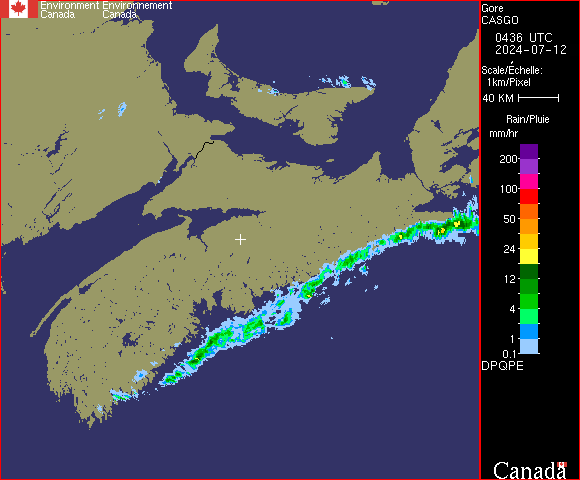 Environment Environnement
Canada Canada
Gore
CASGO
0436 UTC
2024-07-12
Scale/Échelle:
1km/Pixel
40 KM
Rain/Pluie
mm/hr
200
100
50
24
12
4
1
0.1
DPQPE
Canada